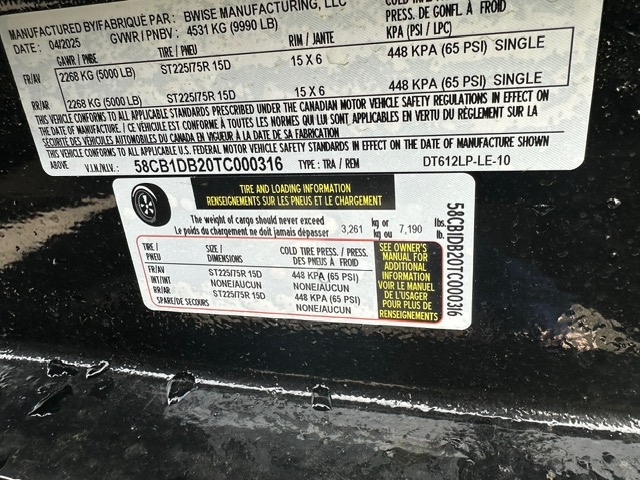 MANUFACTURED BY/FABRIQUÉ PAR : BWISE MANUFACTURING, LLC
04/2025 GVWR / PNBV : 4531 KG (9990 LB)
PRESS. DE GONFL. À FROID
GAWR / PNBE TIRE / PNEU RIM / JANTE KPA (PSI / LPC)
FR/AV 2268 KG (5000 LB) ST225/75R 15D 15 X 6 448 KPA (65 PSI) SINGLE
RR/AR 2268 KG (5000 LB) ST225/75R 15D 15 X 6 448 KPA (65 PSI) SINGLE
THIS VEHICLE CONFORMS TO ALL APPLICABLE STANDARDS PRESCRIBED UNDER THE CANADIAN MOTOR VEHICLE SAFETY REGULATIONS IN EFFECT ON
THE DATE OF MANUFACTURE / CE VÉHICULE EST CONFORME À TOUTES LES NORMES QUI LUI SONT APPLICABLES EN VERTU DU RÈGLEMENT SUR LA
SÉCURITÉ DES VÉHICULES AUTOMOBILES DU CANADA EN VIGUEUR À LA DATE DE SA FABRICATION
THIS VEHICLE CONFORMS TO ALL APPLICABLE U.S. FEDERAL MOTOR VEHICLE SAFETY STANDARDS IN EFFECT ON THE DATE OF MANUFACTURE SHOWN
ABOVE V.I.N./N.I.V.: 58CB1DB20TC000316 TYPE : TRA / REM DT612LP-LE-10
TIRE AND LOADING INFORMATION
RENSEIGNEMENTS SUR LES PNEUS ET LE CHARGEMENT
The weight of cargo should never exceed
Le poids du chargement ne doit jamais dépasser 3,261 kg or kg ou 7,190 lbs. lb.
TIRE / PNEU SIZE / DIMENSIONS COLD TIRE PRESS. / PRESS. DES PNEUS À FROID
FR/AV ST225/75R 15D 448 KPA (65 PSI)
INT/INT NONE/AUCUN NONE/AUCUN
RR/AR ST225/75R 15D 448 KPA (65 PSI)
SPARE/DE SECOURS NONE/AUCUN NONE/AUCUN
SEE OWNER'S
MANUAL FOR
ADDITIONAL
INFORMATION
VOIR LE MANUEL
DE L'USAGER
POUR PLUS DE
RENSEIGNEMENTS
58CB1DB20TC000316